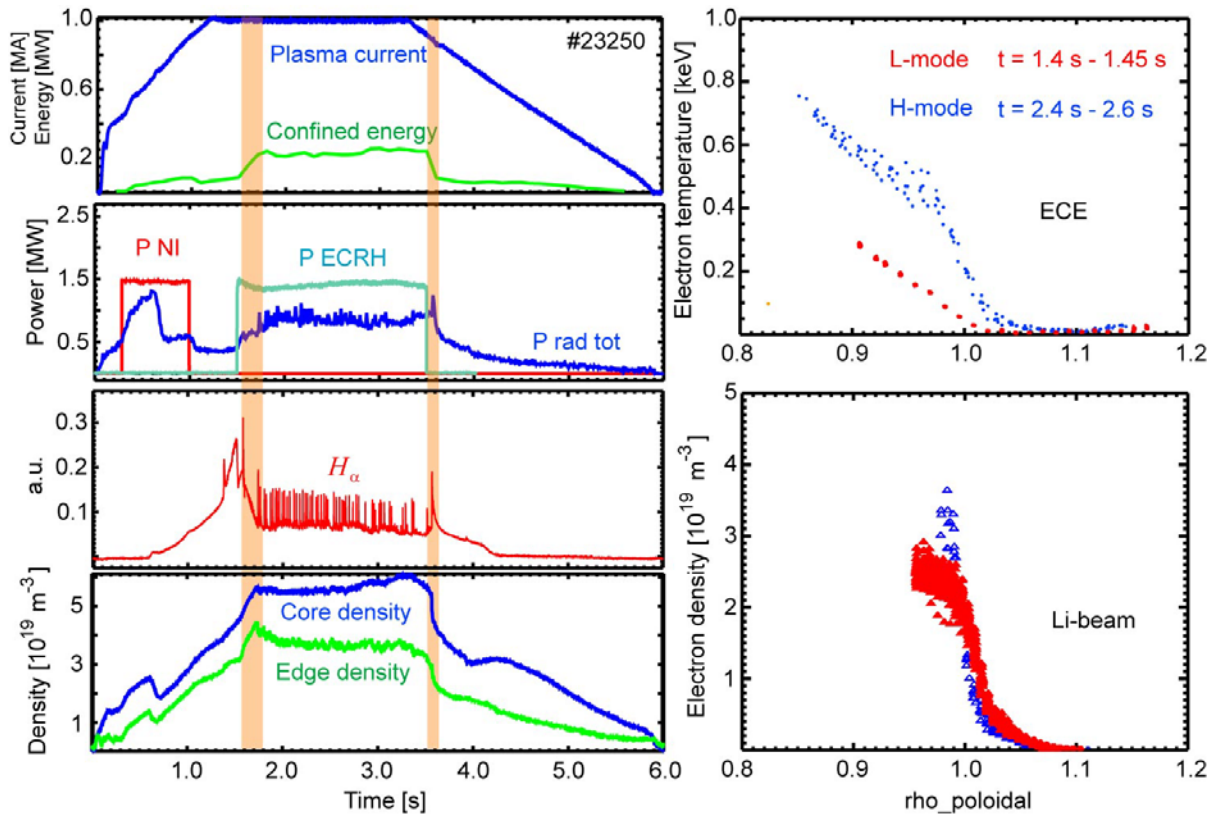 Current [MA]
Energy [MW]
1.0
0.6
0.2
#23250
Plasma current
Confined energy
Power [MW]
2.5
1.5
0.5
P NI
P ECRH
P rad tot
a.u.
0.3
0.2
0.1
Hα
Density [10¹⁹ m⁻³]
5
3
1
Core density
Edge density
1.0 2.0 3.0 4.0 5.0 6.0
Time [s]
Electron temperature [keV]
1.0
0.8
0.6
0.4
0.2
L-mode t = 1.4 s - 1.45 s
H-mode t = 2.4 s - 2.6 s
ECE
0.8 0.9 1.0 1.1 1.2
Electron density [10¹⁹ m⁻³]
5
4
3
2
1
Li-beam
0.8 0.9 1.0 1.1 1.2
rho_poloidal